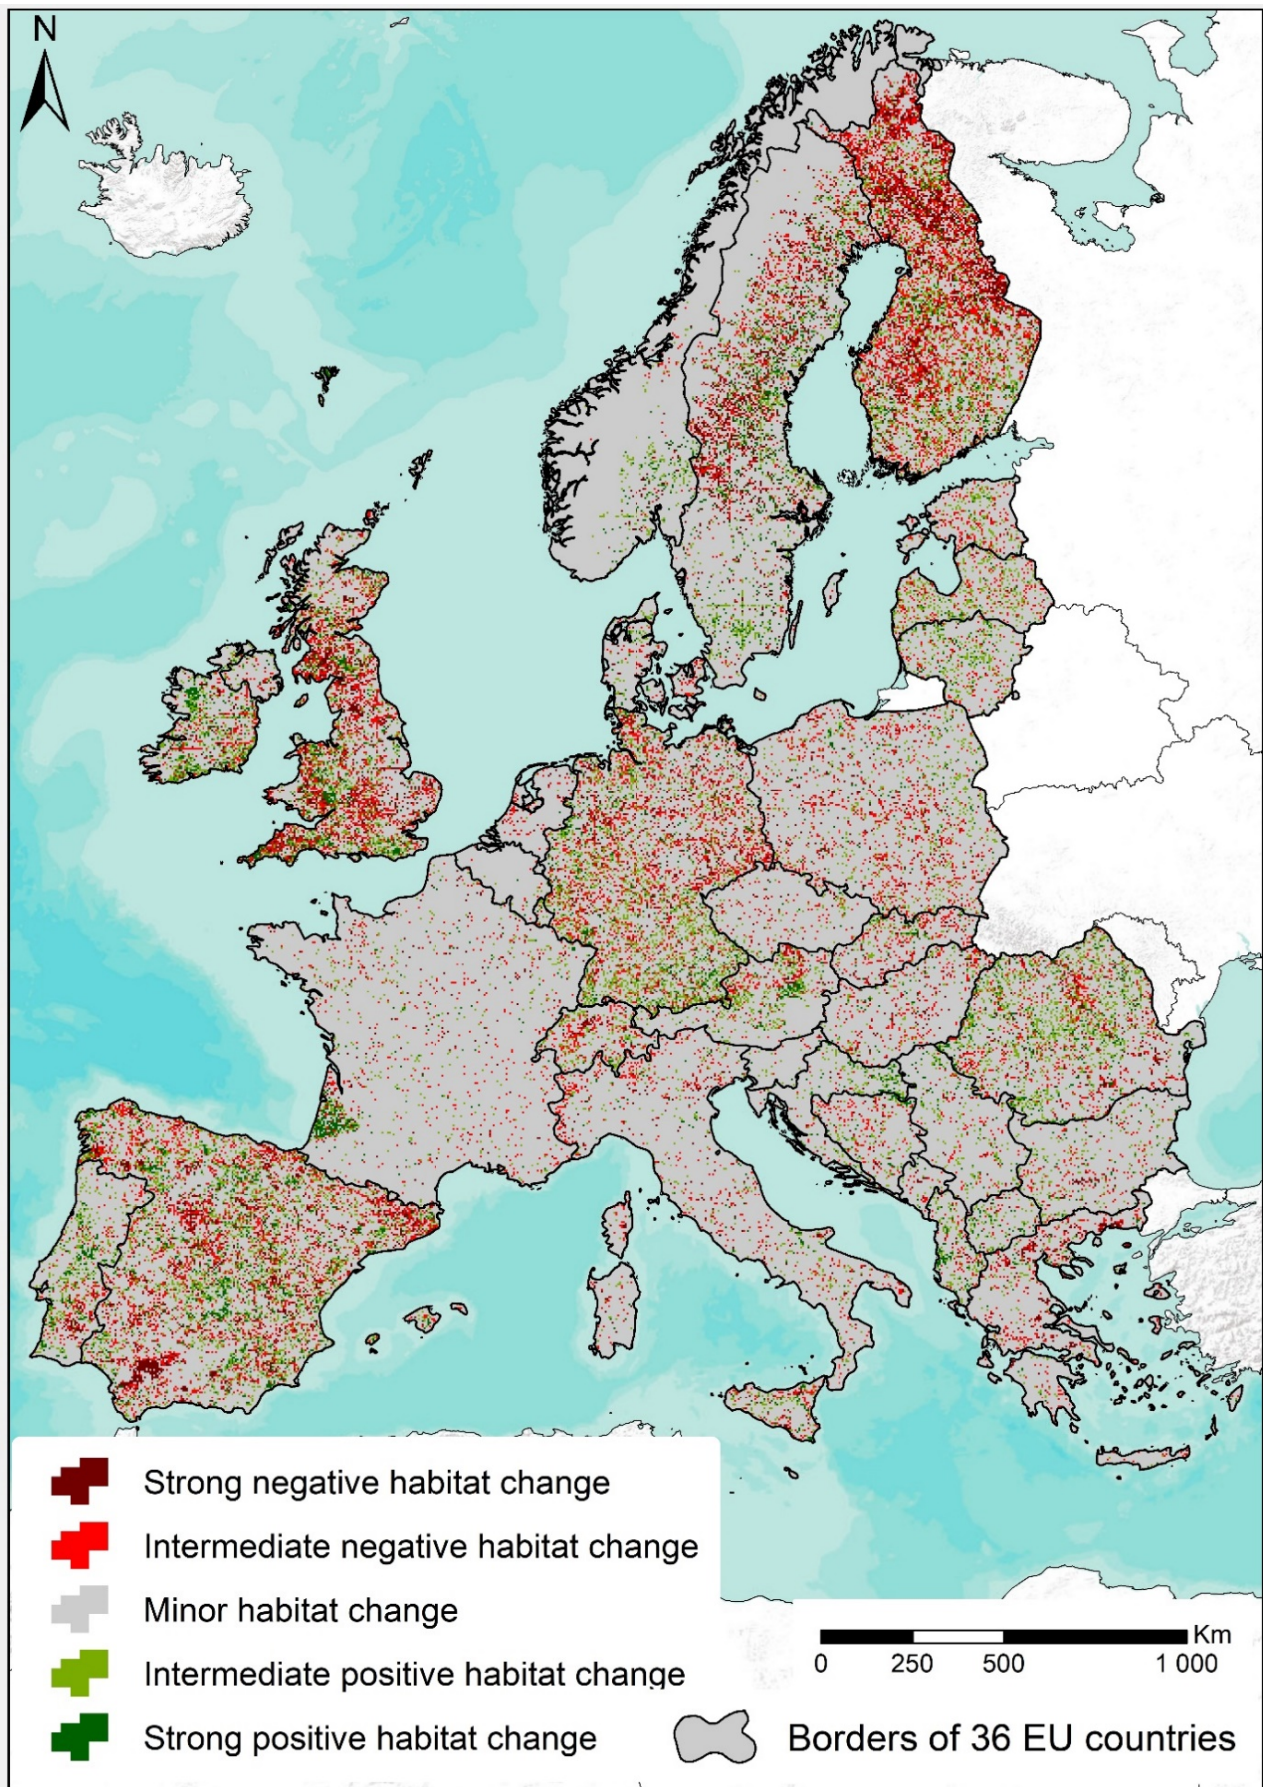 N
Strong negative habitat change
Intermediate negative habitat change
Minor habitat change
Intermediate positive habitat change
Strong positive habitat change
Km
0 250 500 1 000
Borders of 36 EU countries